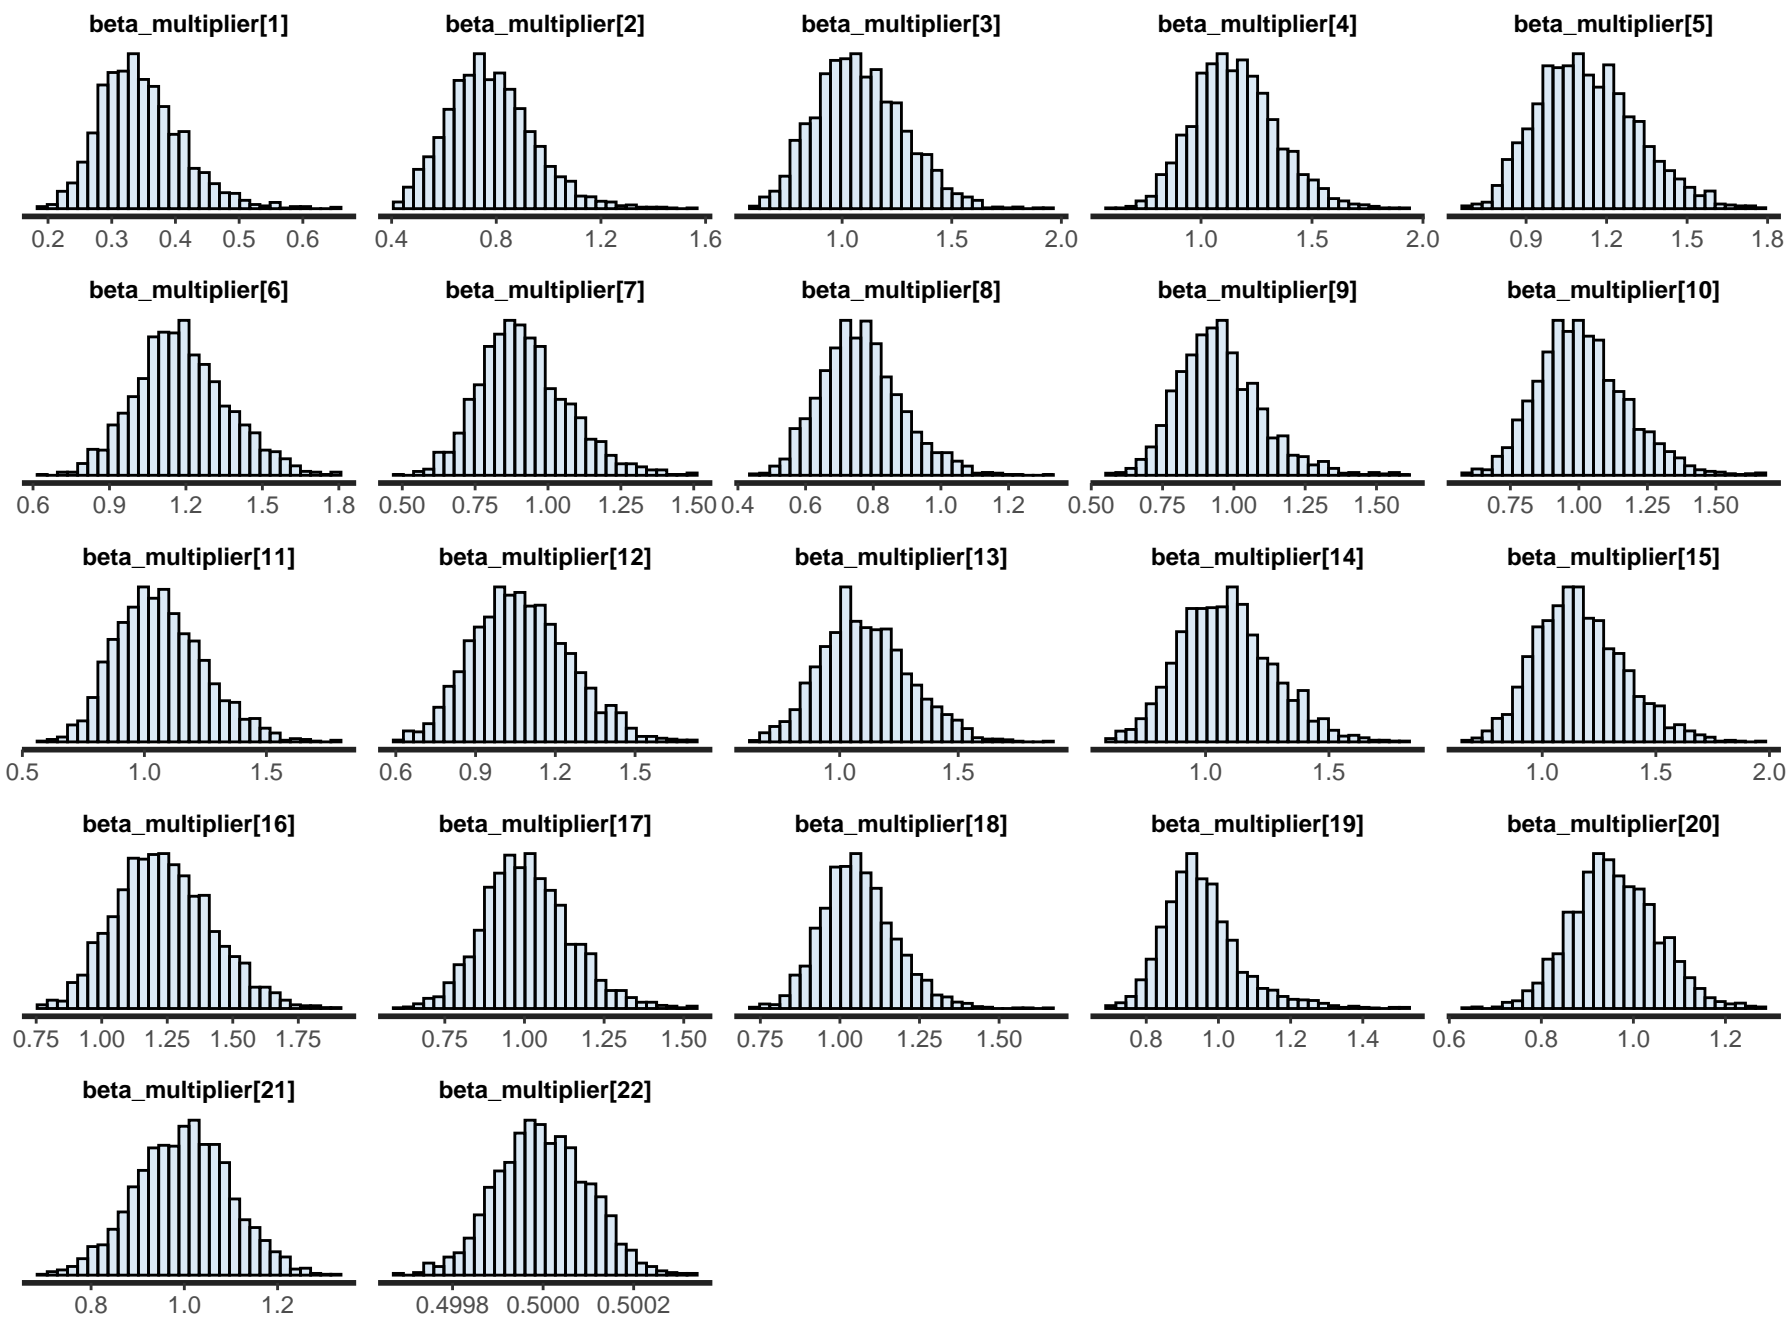 beta_multiplier[1] beta_multiplier[2] beta_multiplier[3] beta_multiplier[4] beta_multiplier[5]
0.2 0.3 0.4 0.5 0.6 0.4 0.8 1.2 1.6 1.0 1.5 2.0 1.0 1.5 2.0 0.9 1.2 1.5 1.8
beta_multiplier[6] beta_multiplier[7] beta_multiplier[8] beta_multiplier[9] beta_multiplier[10]
0.6 0.9 1.2 1.5 1.8 0.50 0.75 1.00 1.25 1.50 0.4 0.6 0.8 1.0 1.2 0.50 0.75 1.00 1.25 1.50 0.75 1.00 1.25 1.50
beta_multiplier[11] beta_multiplier[12] beta_multiplier[13] beta_multiplier[14] beta_multiplier[15]
0.5 1.0 1.5 0.6 0.9 1.2 1.5 1.0 1.5 1.0 1.5 1.0 1.5 2.0
beta_multiplier[16] beta_multiplier[17] beta_multiplier[18] beta_multiplier[19] beta_multiplier[20]
0.75 1.00 1.25 1.50 1.75 0.75 1.00 1.25 1.50 0.75 1.00 1.25 1.50 0.8 1.0 1.2 1.4 0.6 0.8 1.0 1.2
beta_multiplier[21] beta_multiplier[22]
0.8 1.0 1.2 0.4998 0.5000 0.5002